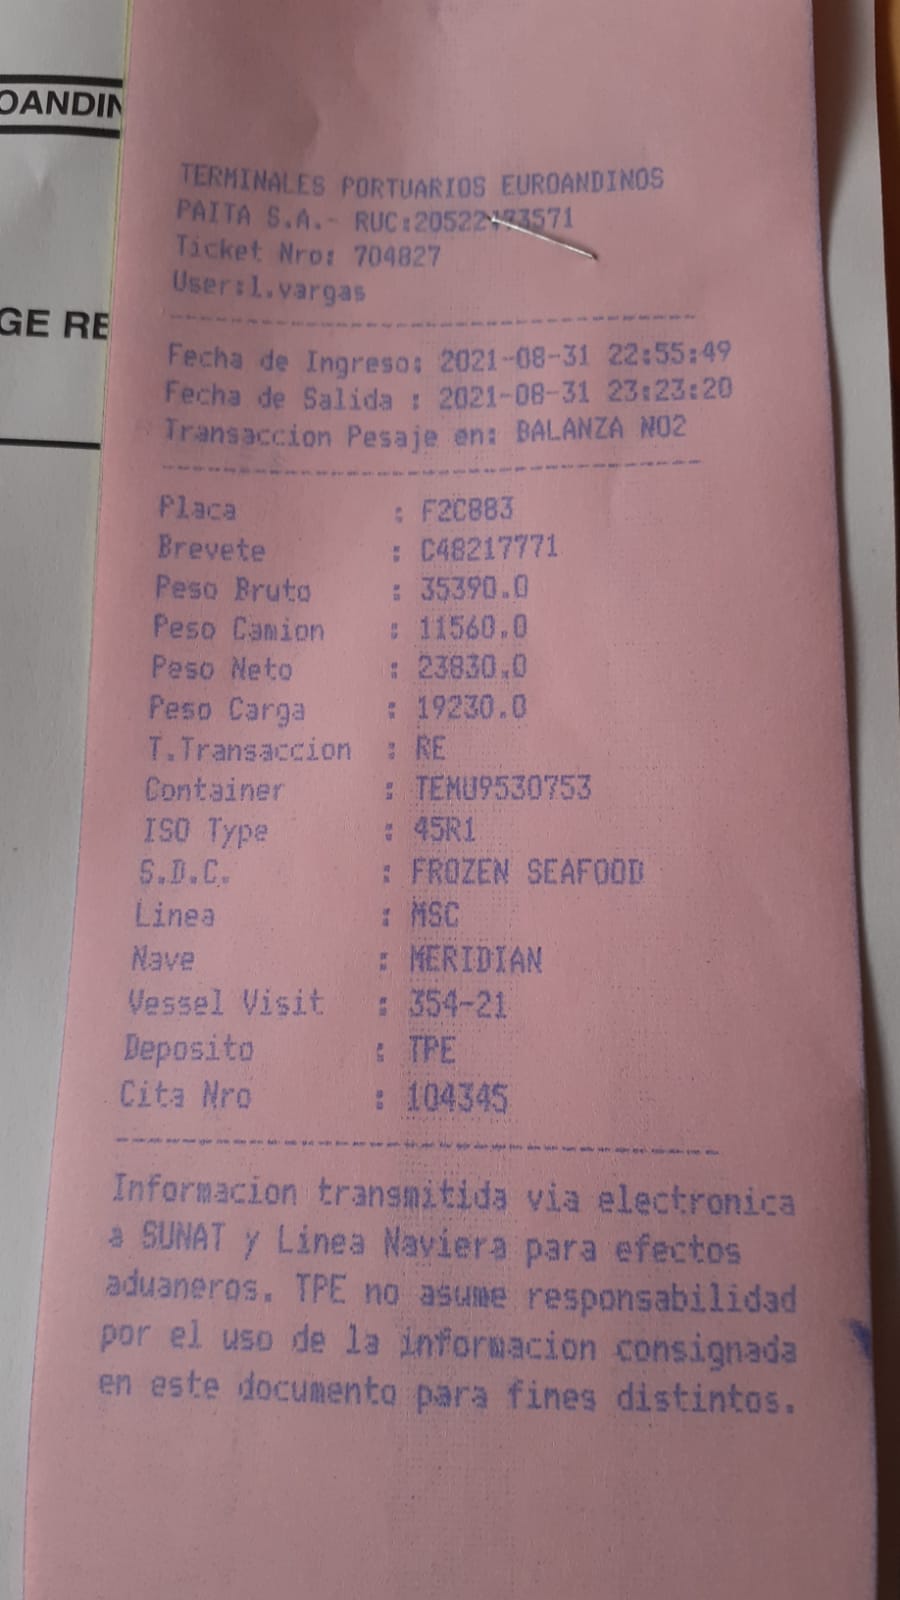 OANDIN
GE RE
TERMINALES PORTUARIOS EUROANDINOS
PAITA S.A.- RUC:20522473571
Ticket Nro: 704827
User:l.vargas
Fecha de Ingreso: 2021-08-31 22:55:49
Fecha de Salida : 2021-08-31 23:23:20
Transaccion Pesaje en: BALANZA NO2
Placa : F2C883
Brevete : C48217771
Peso Bruto : 35390.0
Peso Camion : 11560.0
Peso Neto : 23830.0
Peso Carga : 19230.0
T.Transaccion : RE
Container : TEMU9530753
ISO Type : 45R1
S.D.C. : FROZEN SEAFOOD
Linea : MSC
Nave : MERIDIAN
Vessel Visit : 354-21
Deposito : TPE
Cita Nro : 104345
Informacion transmitida via electronica
a SUNAT y Linea Naviera para efectos
aduaneros. TPE no asume responsabilidad
por el uso de la informacion consignada
en este documento para fines distintos.